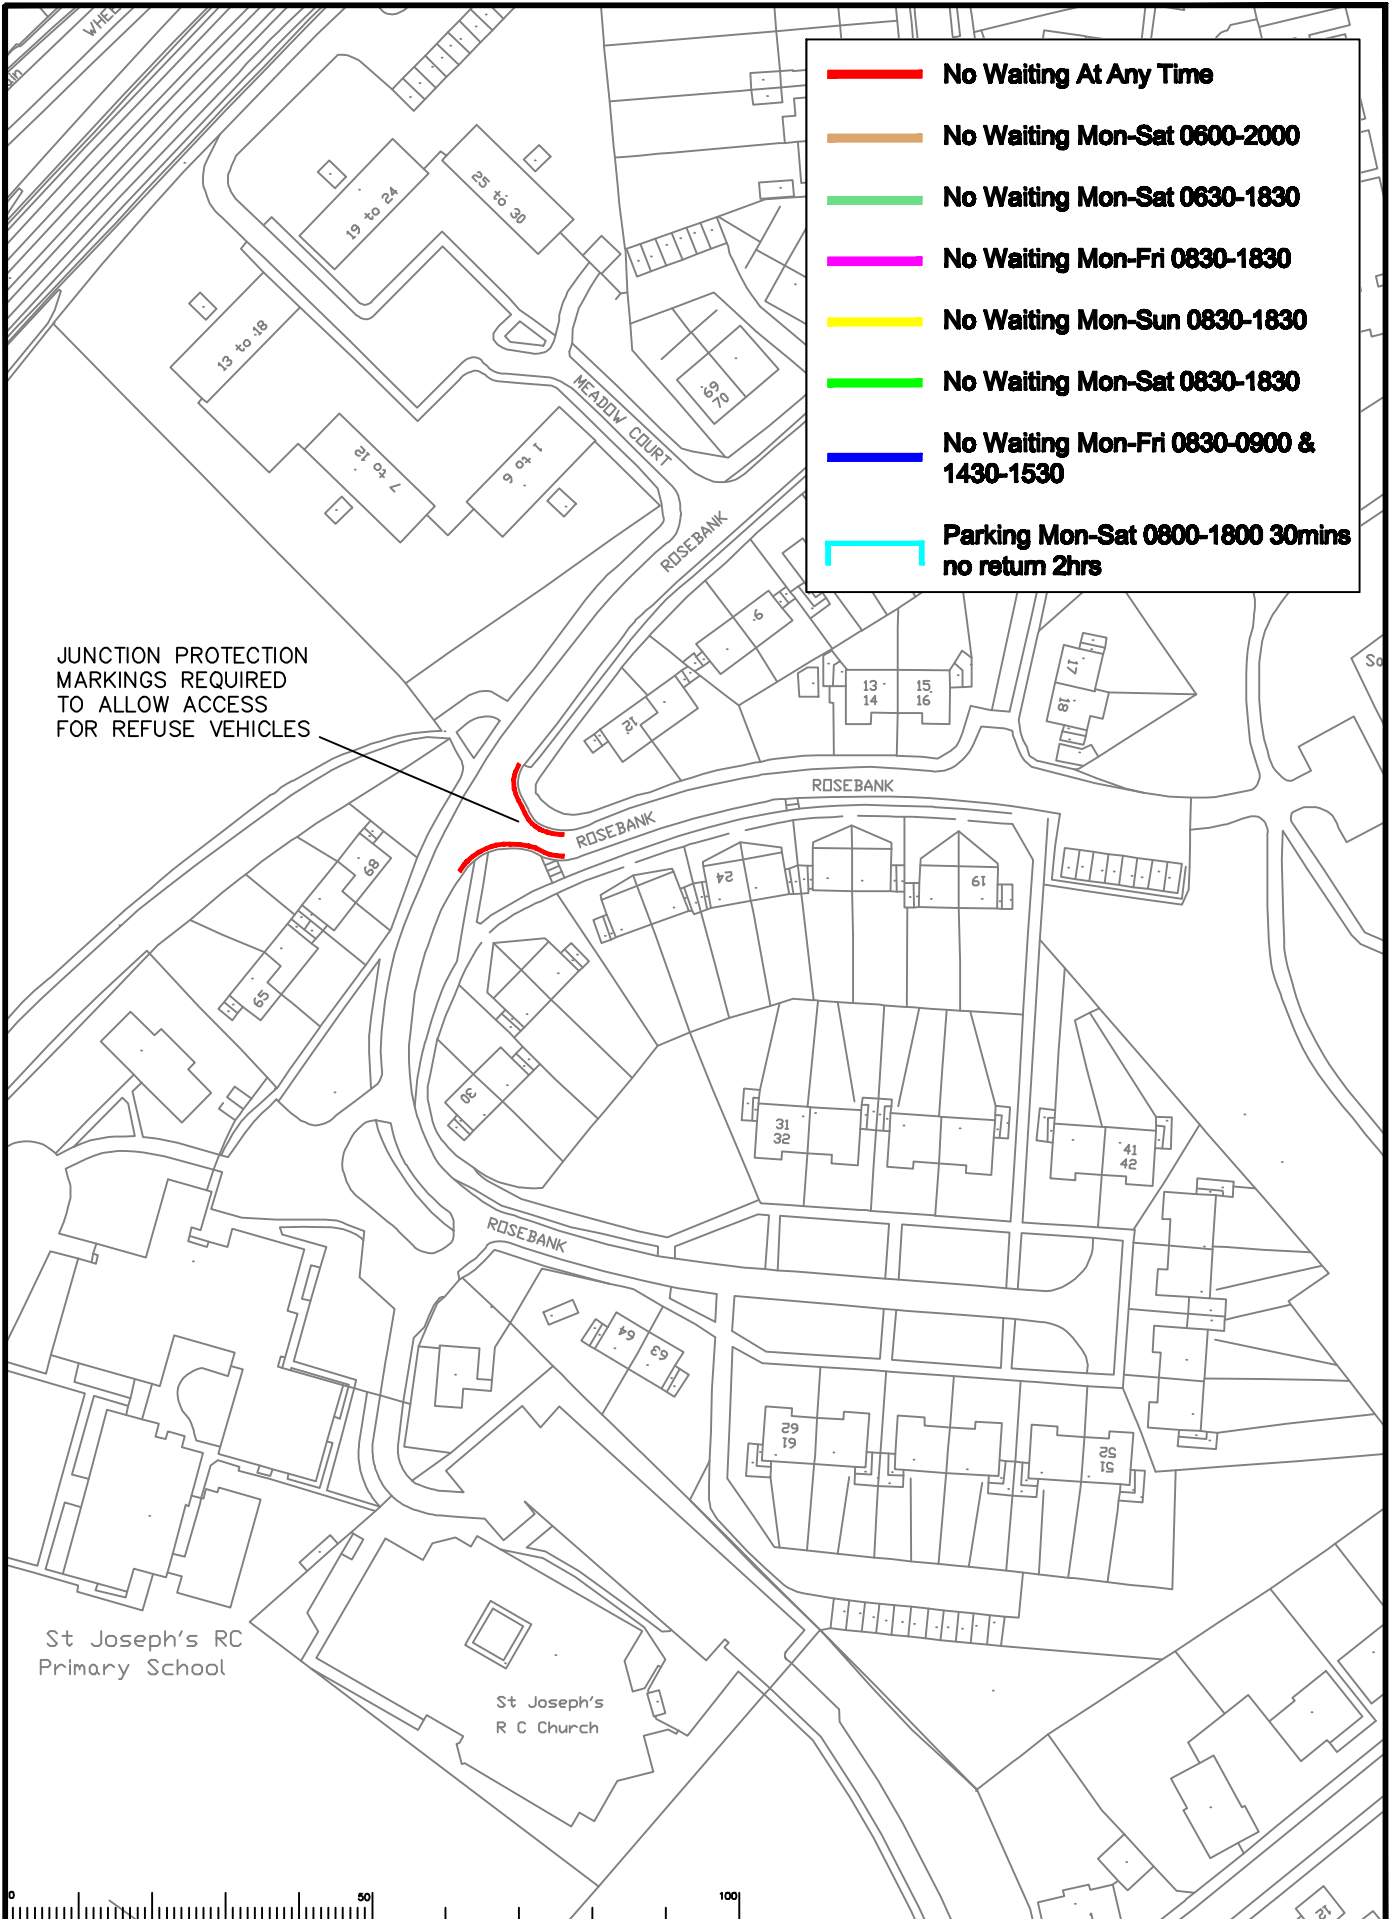 No Waiting At Any Time
No Waiting Mon-Sat 0600-2000
No Waiting Mon-Sat 0630-1830
No Waiting Mon-Fri 0830-1830
No Waiting Mon-Sun 0830-1830
No Waiting Mon-Sat 0830-1830
No Waiting Mon-Fri 0830-0900 &
1430-1530
Parking Mon-Sat 0800-1800 30mins
no return 2hrs
19 to 24
25 to 30
13 to 18
7 to 12
1 to 6
MEADOW COURT
69
70
ROSEBANK
JUNCTION PROTECTION
MARKINGS REQUIRED
TO ALLOW ACCESS
FOR REFUSE VEHICLES
9
12
13
14
15
16
17
18
ROSEBANK
ROSEBANK
68
65
24
19
30
31
32
41
42
ROSEBANK
64
63
62
61
52
51
St Joseph's RC
Primary School
St Joseph's
R C Church
0
50
100
12